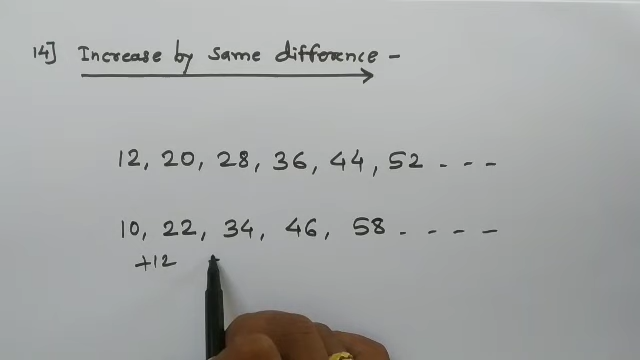 14] Increase by same difference -
12, 20, 28, 36, 44, 52 - - -
10, 22, 34, 46, 58 - - - -
+12